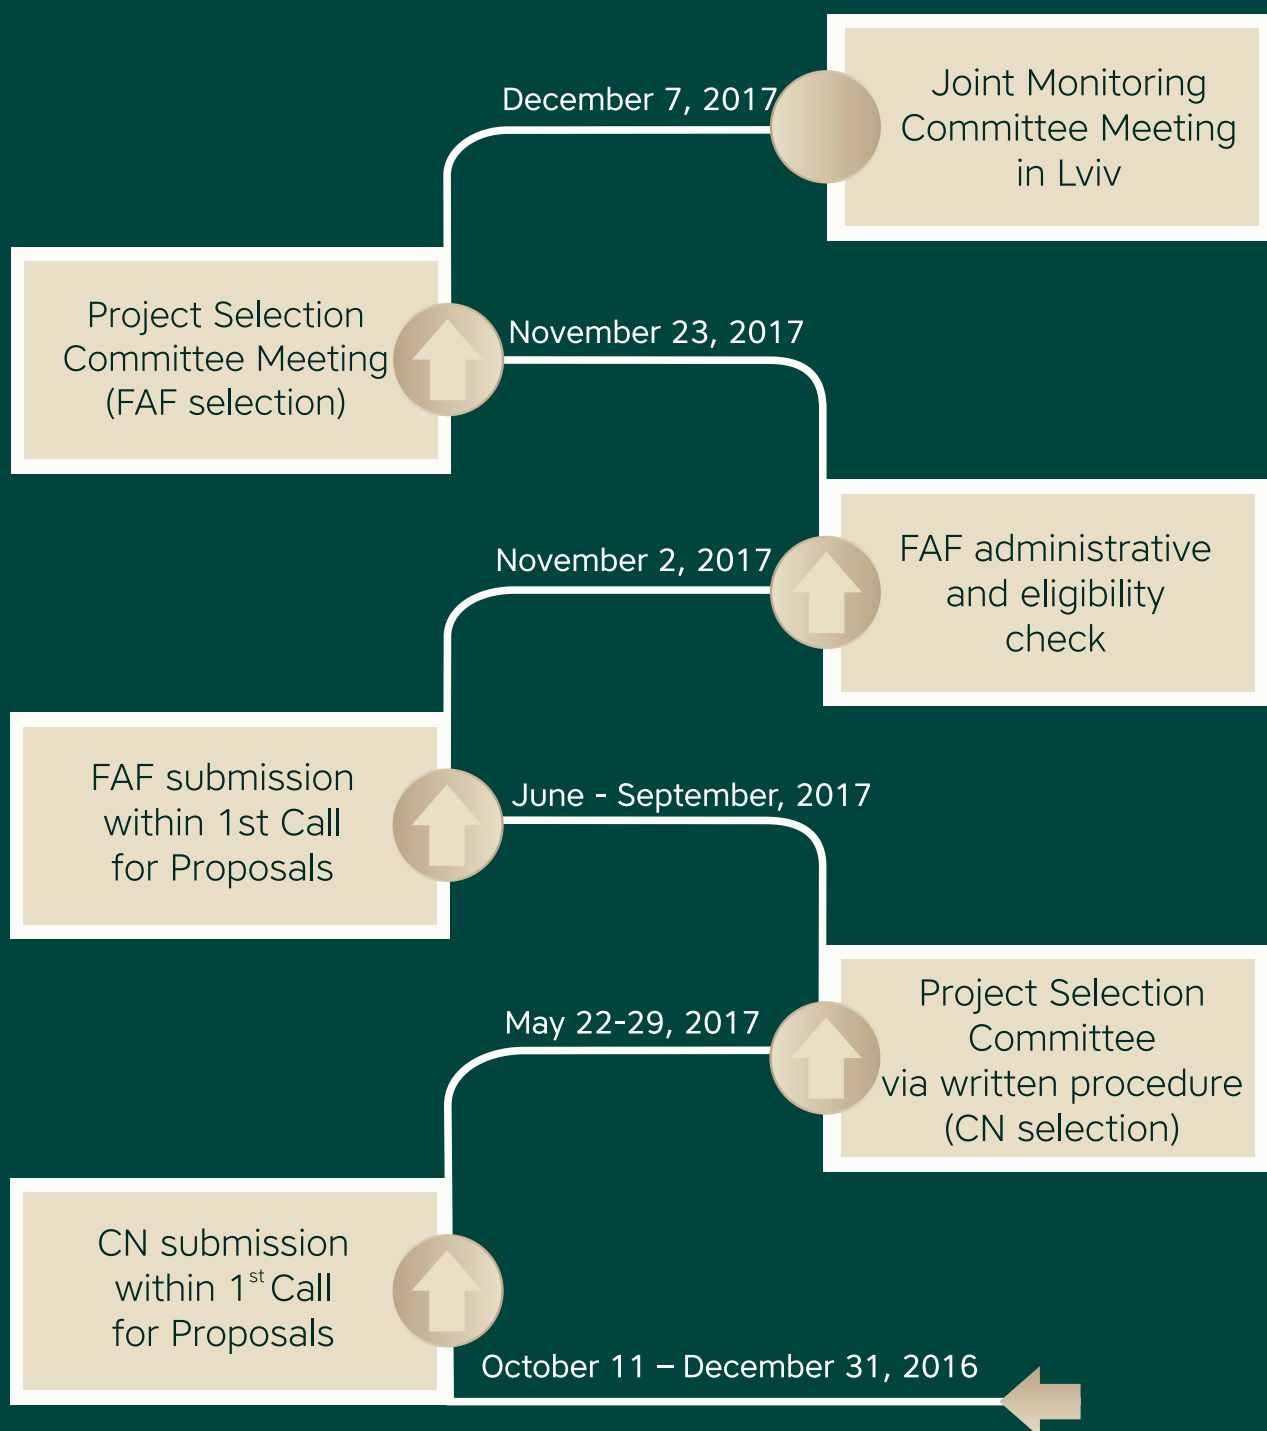 December 7, 2017
Joint Monitoring
Committee Meeting
in Lviv
Project Selection
Committee Meeting
(FAF selection)
November 23, 2017
November 2, 2017
FAF administrative
and eligibility
check
FAF submission
within 1st Call
for Proposals
June - September, 2017
May 22-29, 2017
Project Selection
Committee
via written procedure
(CN selection)
CN submission
within 1st Call
for Proposals
October 11 – December 31, 2016